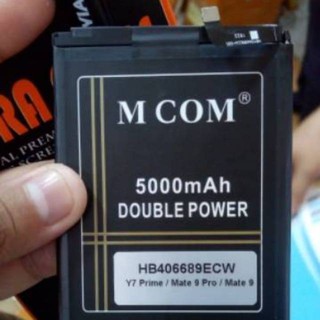 M COM®
5000mAh
DOUBLE POWER
HB406689ECW
Y7 Prime / Mate 9 Pro / Mate 9